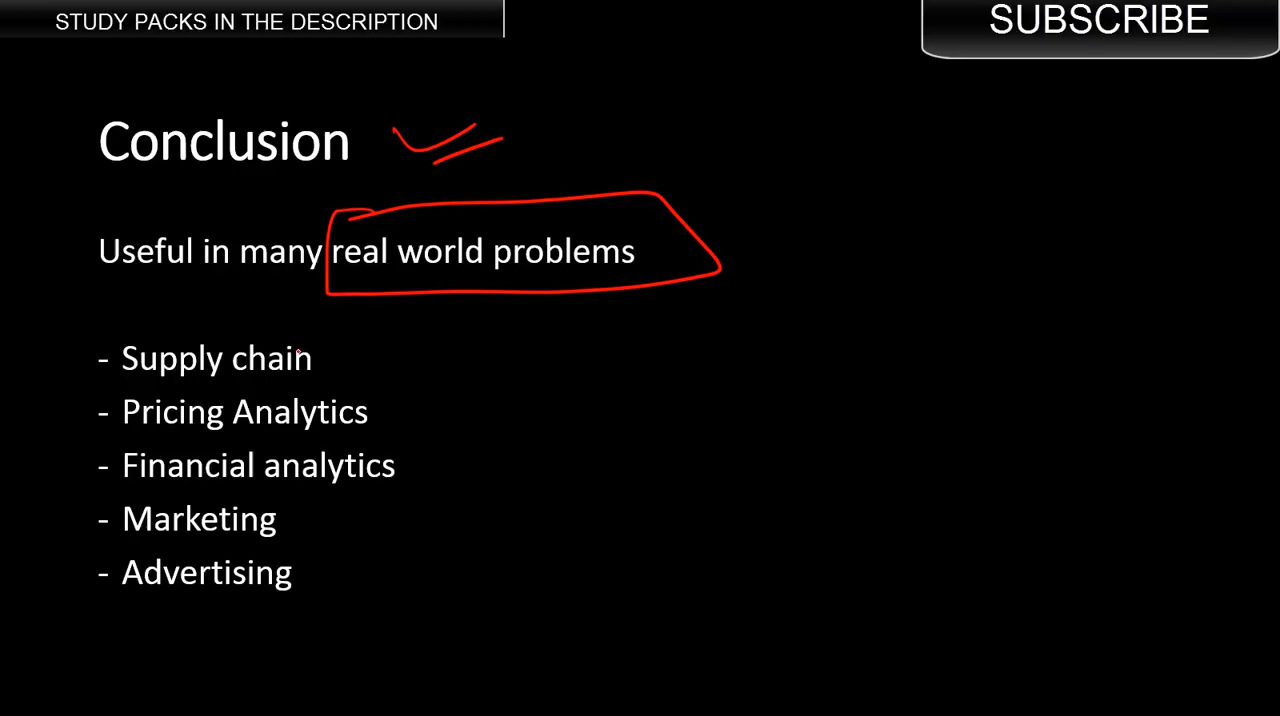 STUDY PACKS IN THE DESCRIPTION
SUBSCRIBE
Conclusion
Useful in many real world problems
- Supply chain
- Pricing Analytics
- Financial analytics
- Marketing
- Advertising